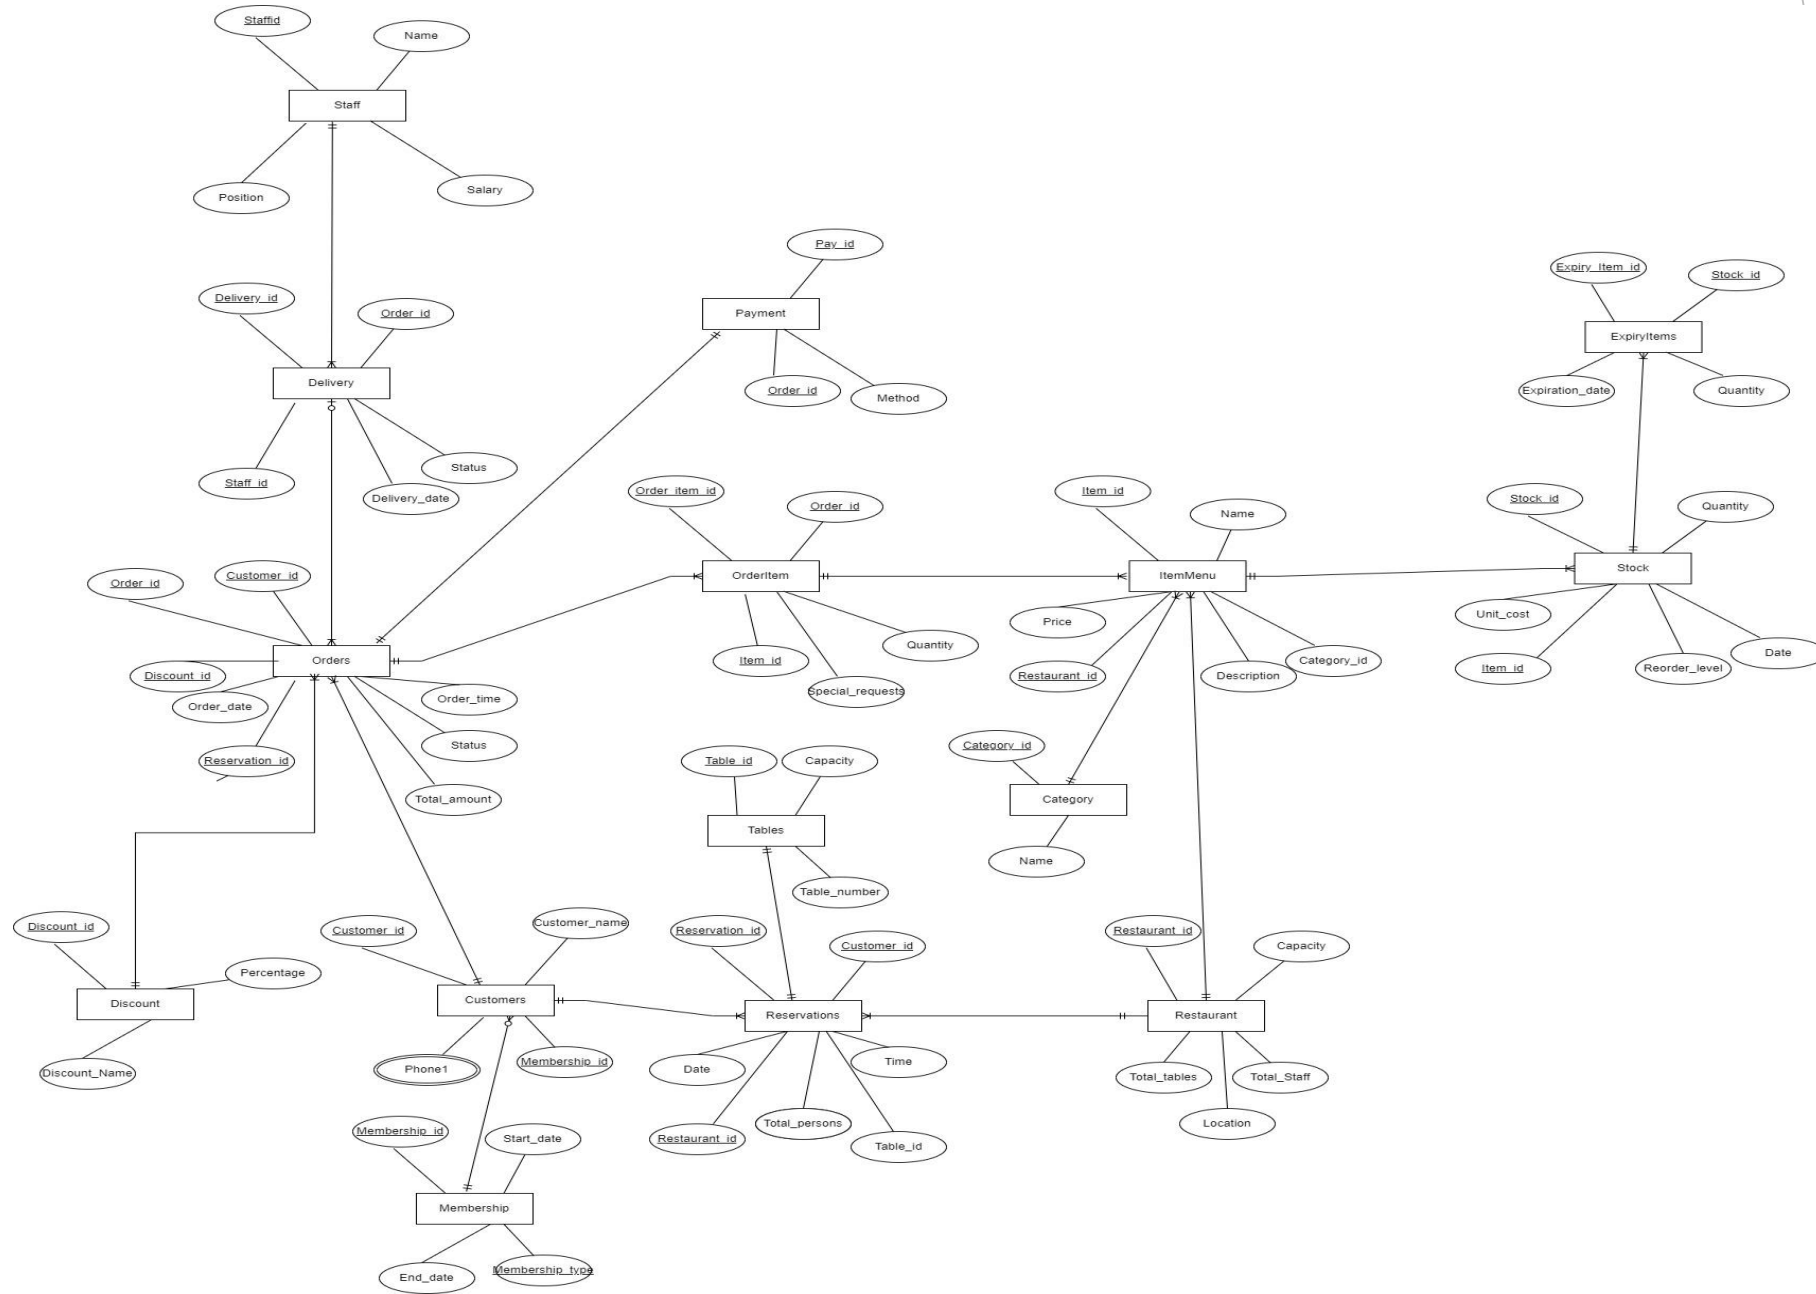 Staffid
Name
Staff
Position
Salary
Pay_id
Payment
Order_id
Method
Delivery_id
Order_id
Delivery
Staff_id
Status
Delivery_date
Expiry_Item_id
Stock_id
ExpiryItems
Expiration_date
Quantity
Order_item_id
Order_id
OrderItem
Quantity
Item_id
Special_requests
Item_id
Name
ItemMenu
Price
Restaurant_id
Description
Category_id
Stock_id
Quantity
Stock
Unit_cost
Item_id
Reorder_level
Date
Order_id
Customer_id
Orders
Discount_id
Order_date
Reservation_id
Order_time
Status
Total_amount
Table_id
Capacity
Tables
Table_number
Category_id
Category
Name
Discount_id
Percentage
Discount
Discount_Name
Customer_id
Customer_name
Customers
Phone1
Membership_id
Reservation_id
Customer_id
Reservations
Date
Time
Restaurant_id
Total_persons
Table_id
Restaurant_id
Capacity
Restaurant
Total_tables
Total_Staff
Location
Membership_id
Start_date
Membership
End_date
Membership_type